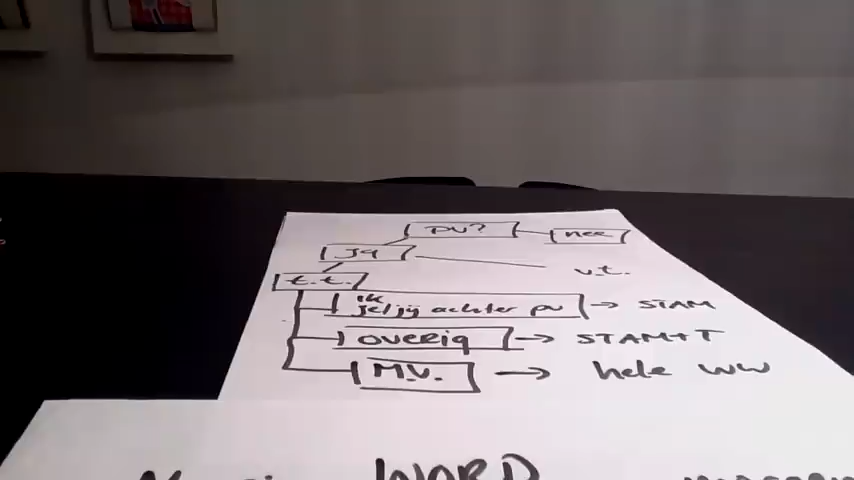 PV? nee
Ja
t.t. v.t.
ik
je/jij achter pv → STAM
overig → STAM+T
M.V. → hele ww
WORD